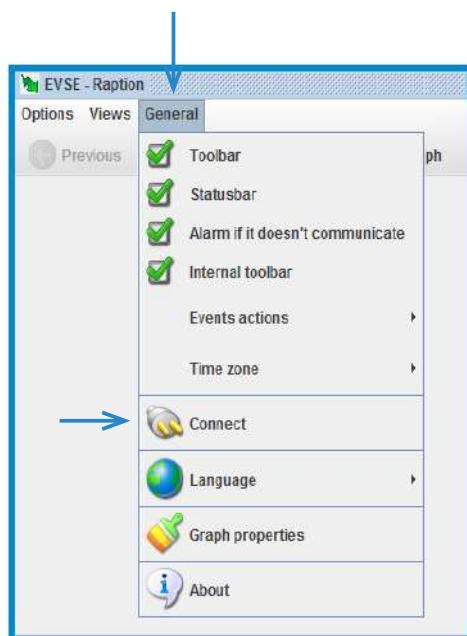 EVSE - Raption
Options Views General
Previous
ph
Toolbar
Statusbar
Alarm if it doesn't communicate
Internal toolbar
Events actions
Time zone
Connect
Language
Graph properties
About